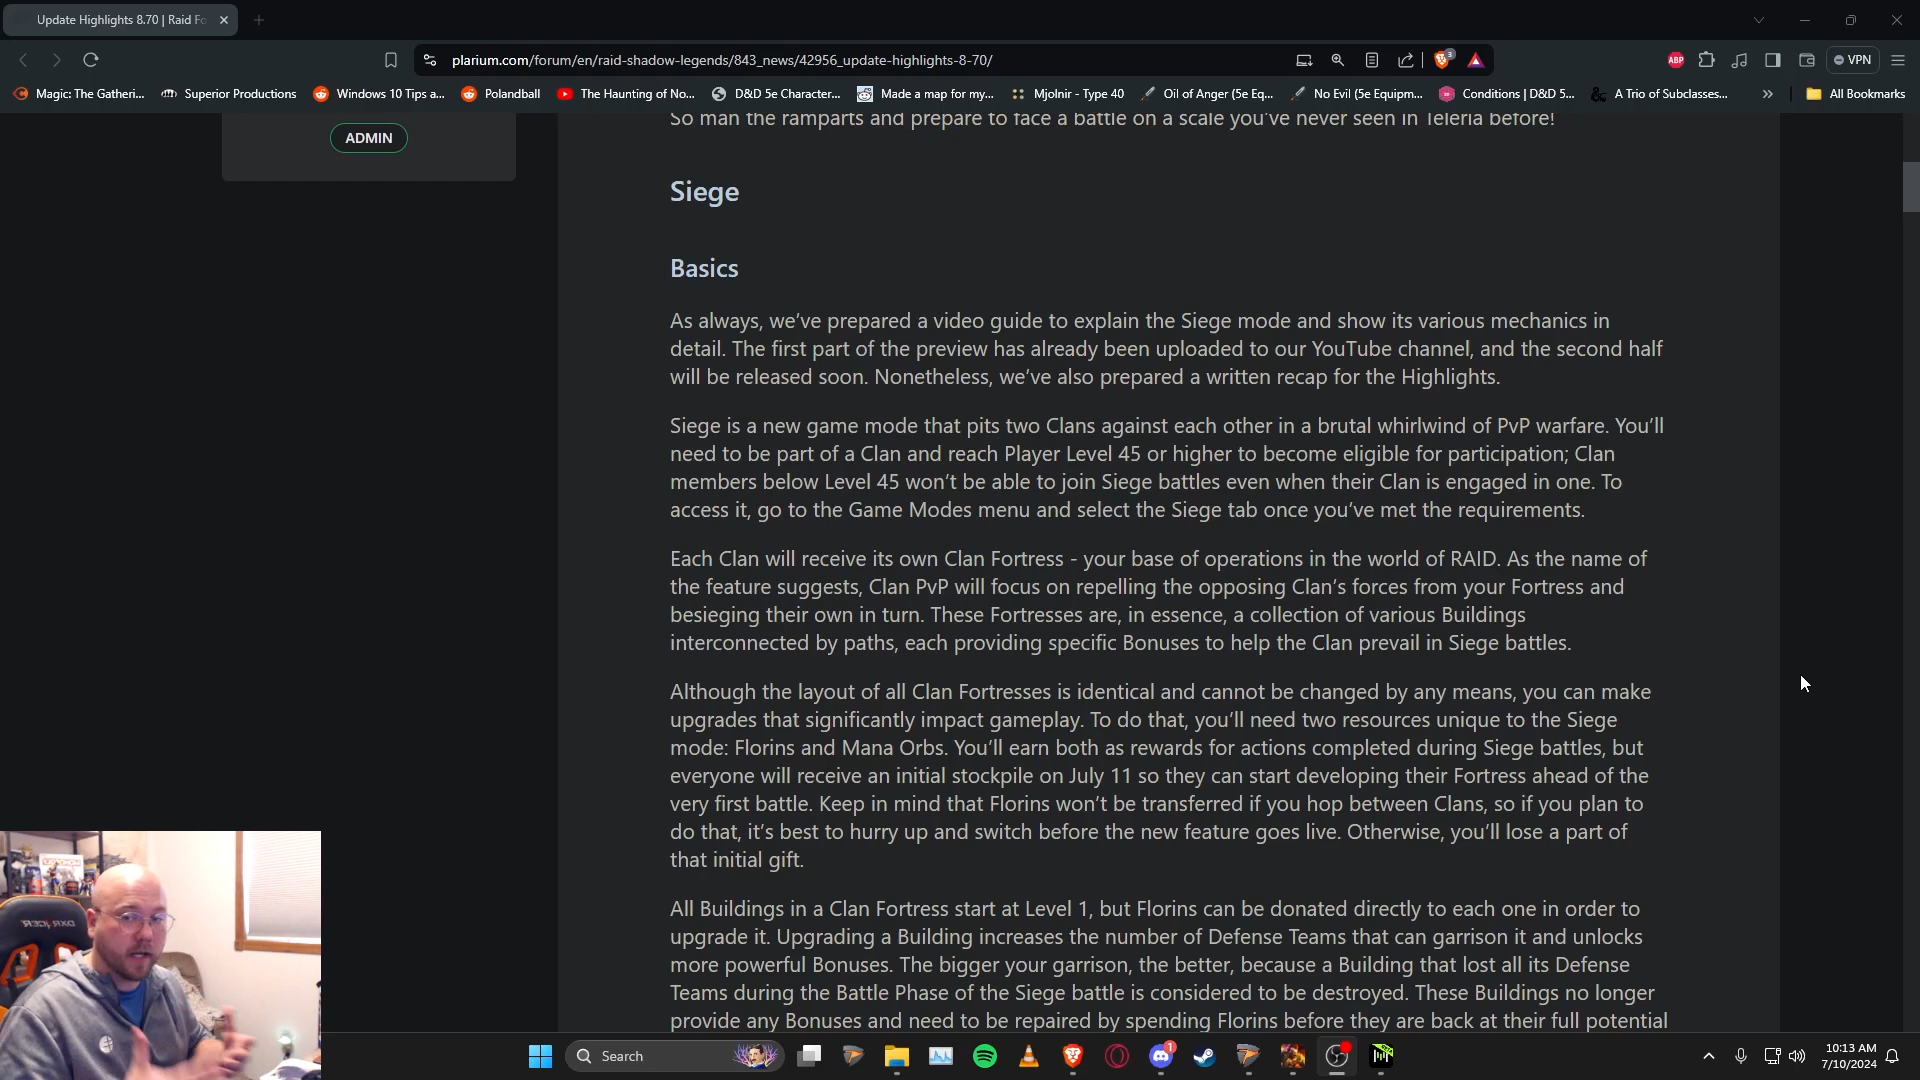 Update Highlights 8.70 | Raid Fo
plarium.com/forum/en/raid-shadow-legends/843_news/42956_update-highlights-8-70/
3
ABP
VPN
Magic: The Gatheri...
Superior Productions
Windows 10 Tips a...
Polandball
The Haunting of No...
D&D 5e Character...
Made a map for my...
Mjolnir - Type 40
Oil of Anger (5e Eq...
No Evil (5e Equipm...
Conditions | D&D 5...
A Trio of Subclasses...
All Bookmarks
ADMIN
So man the ramparts and prepare to face a battle on a scale you've never seen in Teleria before!
Siege
Basics
As always, we've prepared a video guide to explain the Siege mode and show its various mechanics in
detail. The first part of the preview has already been uploaded to our YouTube channel, and the second half
will be released soon. Nonetheless, we've also prepared a written recap for the Highlights.
Siege is a new game mode that pits two Clans against each other in a brutal whirlwind of PvP warfare. You'll
need to be part of a Clan and reach Player Level 45 or higher to become eligible for participation; Clan
members below Level 45 won't be able to join Siege battles even when their Clan is engaged in one. To
access it, go to the Game Modes menu and select the Siege tab once you've met the requirements.
Each Clan will receive its own Clan Fortress - your base of operations in the world of RAID. As the name of
the feature suggests, Clan PvP will focus on repelling the opposing Clan's forces from your Fortress and
besieging their own in turn. These Fortresses are, in essence, a collection of various Buildings
interconnected by paths, each providing specific Bonuses to help the Clan prevail in Siege battles.
Although the layout of all Clan Fortresses is identical and cannot be changed by any means, you can make
upgrades that significantly impact gameplay. To do that, you'll need two resources unique to the Siege
mode: Florins and Mana Orbs. You'll earn both as rewards for actions completed during Siege battles, but
everyone will receive an initial stockpile on July 11 so they can start developing their Fortress ahead of the
very first battle. Keep in mind that Florins won't be transferred if you hop between Clans, so if you plan to
do that, it's best to hurry up and switch before the new feature goes live. Otherwise, you'll lose a part of
that initial gift.
All Buildings in a Clan Fortress start at Level 1, but Florins can be donated directly to each one in order to
upgrade it. Upgrading a Building increases the number of Defense Teams that can garrison it and unlocks
more powerful Bonuses. The bigger your garrison, the better, because a Building that lost all its Defense
Teams during the Battle Phase of the Siege battle is considered to be destroyed. These Buildings no longer
provide any Bonuses and need to be repaired by spending Florins before they are back at their full potential
Search
1
10:13 AM
7/10/2024